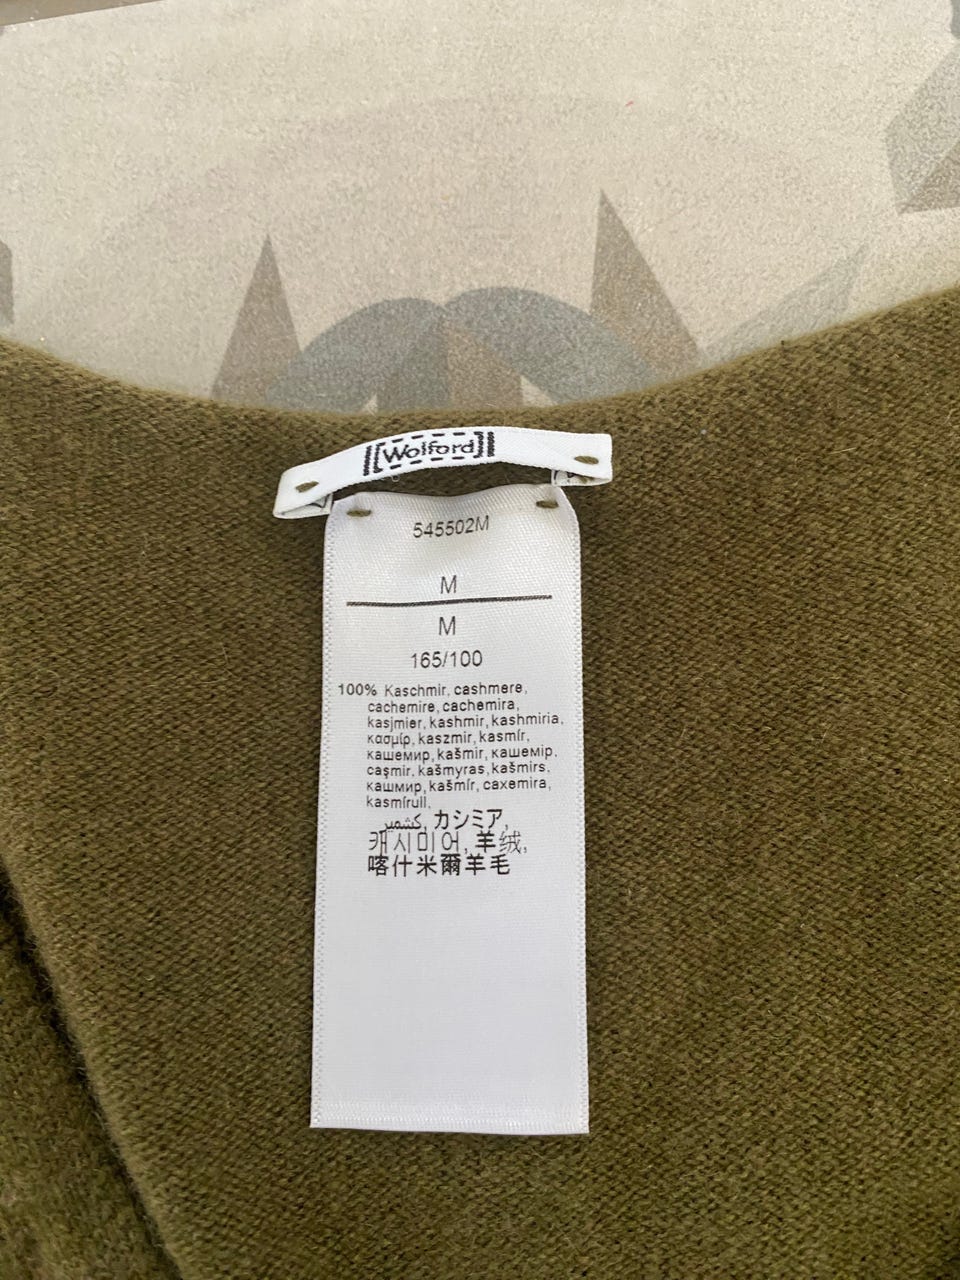 Wolford
545502M
M
M
165/100
100% Kaschmir, cashmere,
cachemire, cachemira,
kasjmier, kashmir, kashmiria,
κασμίρ, kaszmir, kasmír,
кашемир, kašmir, кашемір,
caşmir, kašmyras, kašmirs,
кашмир, kašmír, caxemira,
kasmírull,
كشمير, カシミア,
캐시미어, 羊绒,
喀什米爾羊毛